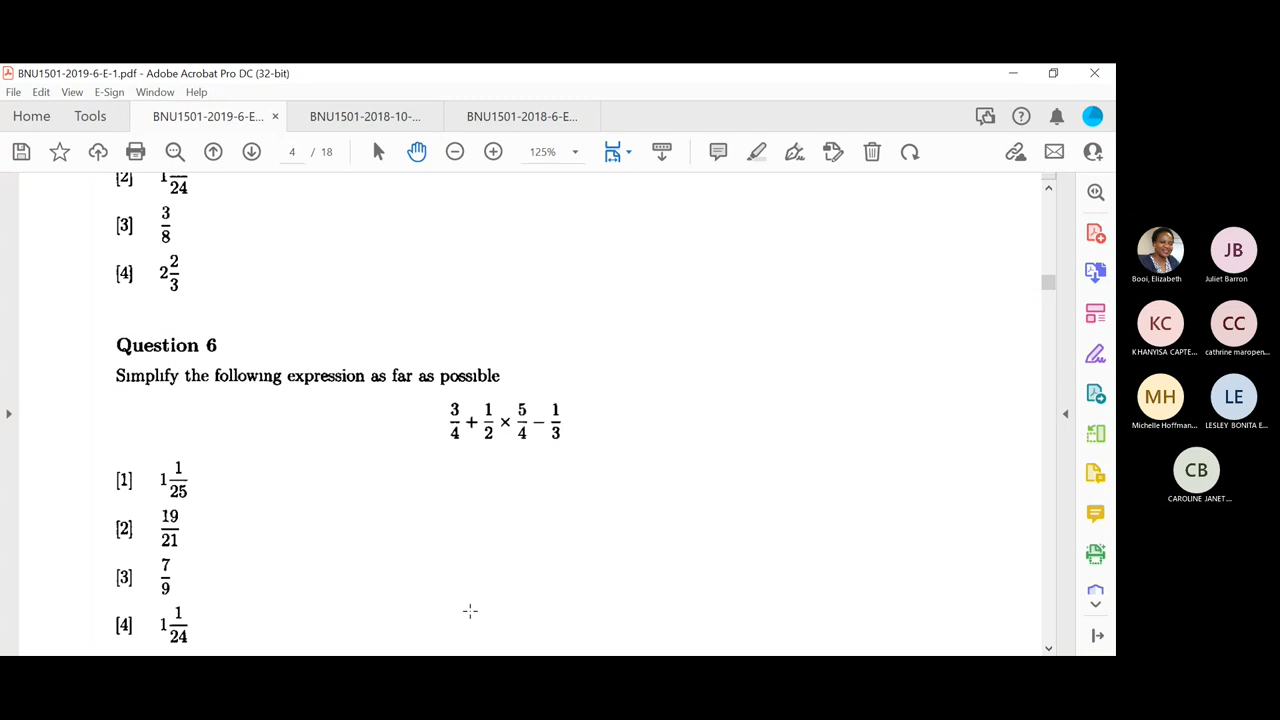 BNU1501-2019-6-E-1.pdf - Adobe Acrobat Pro DC (32-bit)
File Edit View E-Sign Window Help
Home Tools BNU1501-2019-6-E... × BNU1501-2018-10-... BNU1501-2018-6-E...
4 / 18 125%
[2] 1 —/24
[3] 3/8
[4] 2 2/3
Question 6
Simplify the following expression as far as possible
3/4 + 1/2 × 5/4 − 1/3
[1] 1 1/25
[2] 19/21
[3] 7/9
[4] 1 1/24
Booi, Elizabeth
JB
Juliet Barron
KC
KHANYISA CAPTE...
CC
cathrine maropen...
MH
Michelle Hoffman...
LE
LESLEY BONITA E...
CB
CAROLINE JANET...